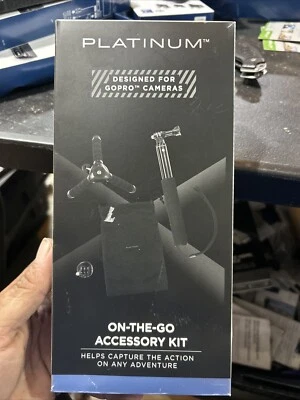 PLATINUM™
DESIGNED FOR
GOPRO™ CAMERAS
ON-THE-GO
ACCESSORY KIT
HELPS CAPTURE THE ACTION
ON ANY ADVENTURE